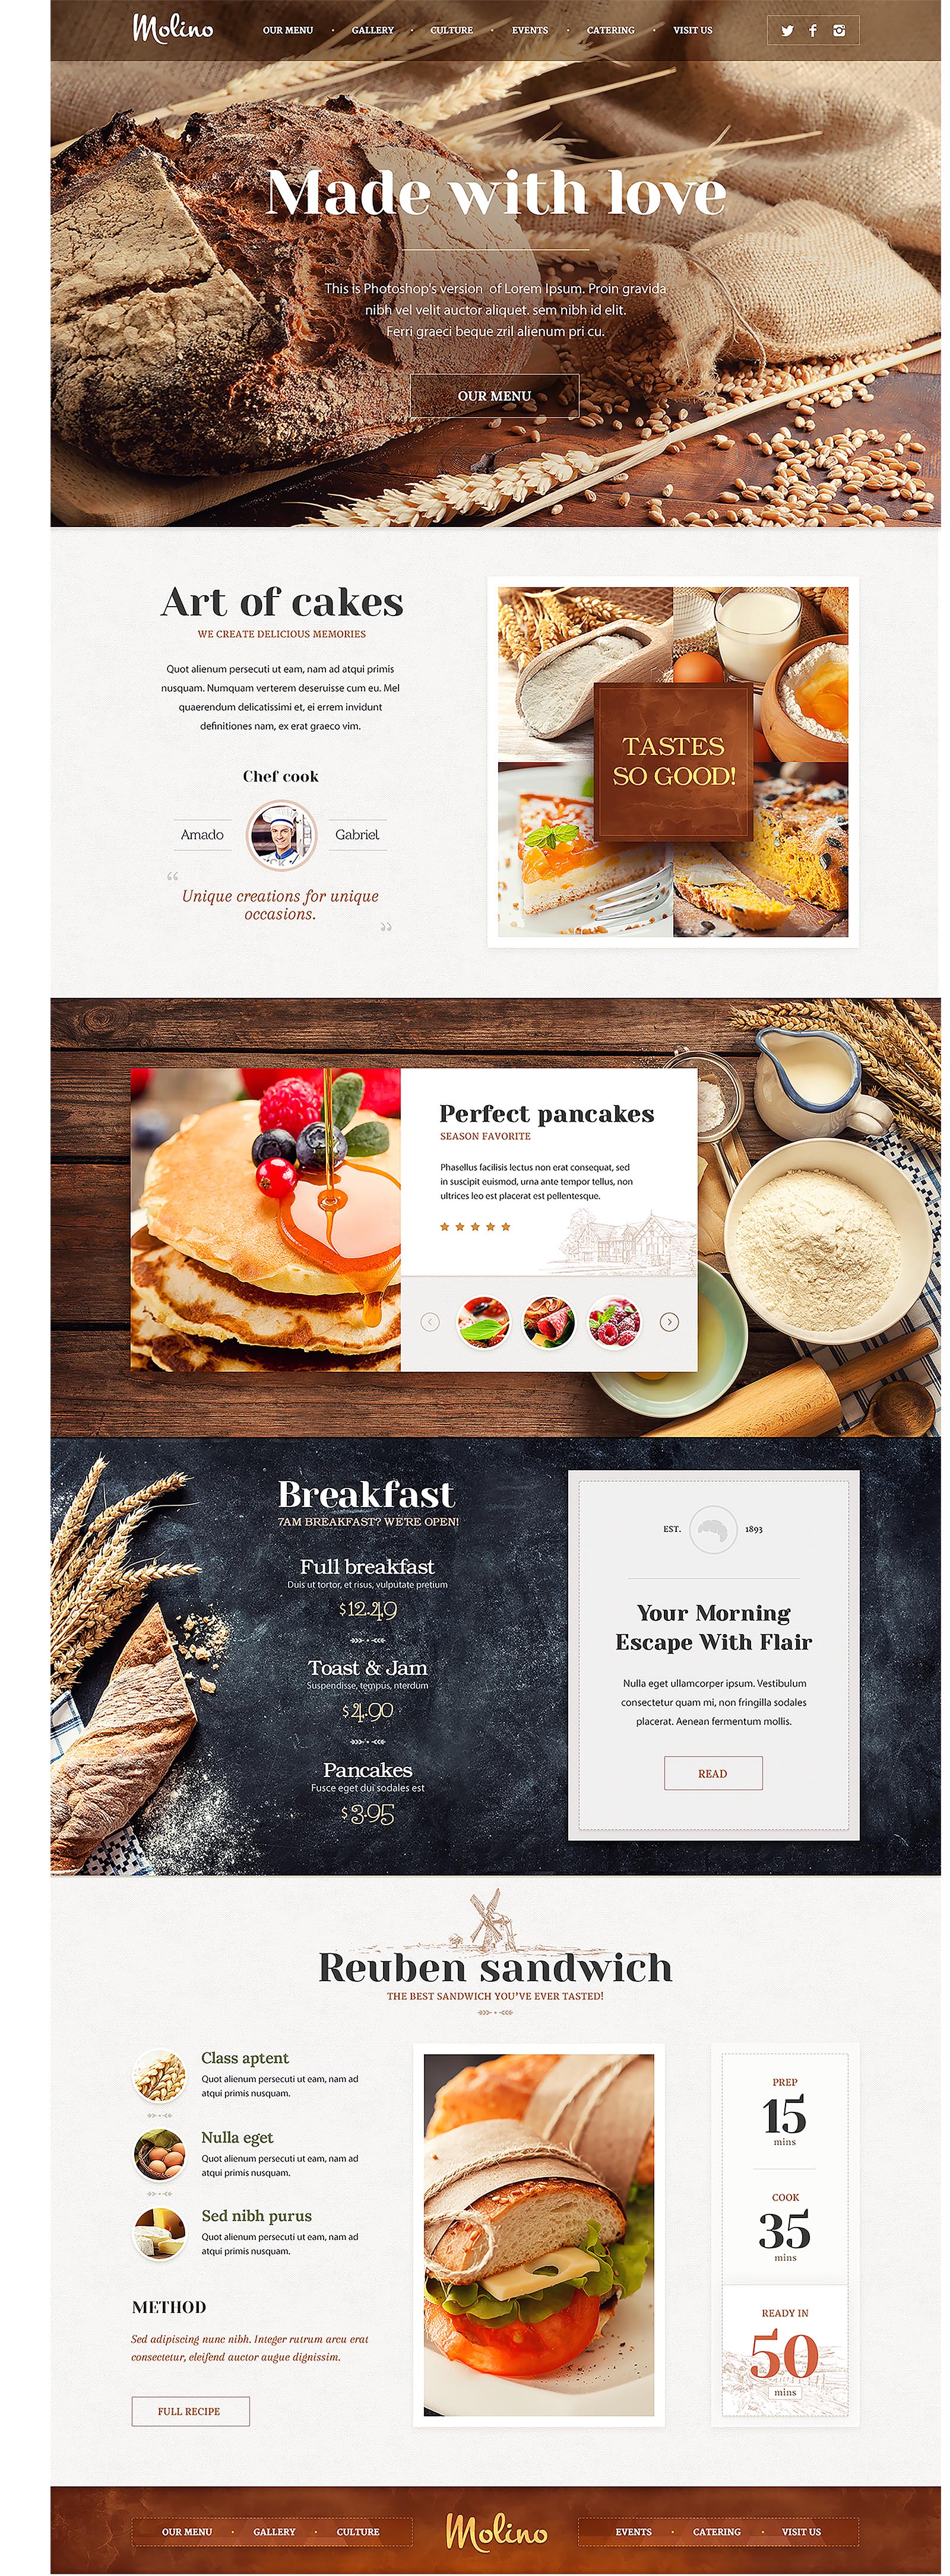 Molino
OUR MENU • GALLERY • CULTURE • EVENTS • CATERING • VISIT US
Made with love
This is Photoshop's version of Lorem Ipsum. Proin gravida
nibh vel velit auctor aliquet. sem nibh id elit.
Ferri graeci beque zril alienum pri cu.
OUR MENU
Art of cakes
WE CREATE DELICIOUS MEMORIES
Quot alienum persecuti ut eam, nam ad atqui primis
nusquam. Numquam verterem deseruisse cum eu. Mel
quaerendum delicatissimi et, ei errem invidunt
definitiones nam, ex erat graeco vim.
Chef cook
Amado Gabriel
“ Unique creations for unique
occasions. ”
TASTES
SO GOOD!
Perfect pancakes
SEASON FAVORITE
Phasellus facilisis lectus non erat consequat, sed
in suscipit euismod, urna ante tempor tellus, non
ultrices leo est placerat est pellentesque.
Breakfast
7AM BREAKFAST? WE'RE OPEN!
Full breakfast
Duis ut tortor, et risus, vulputate pretium
$12.49
Toast & Jam
Suspendisse, tempus, nterdum
$4.90
Pancakes
Fusce eget dui sodales est
$3.95
EST. 1893
Your Morning
Escape With Flair
Nulla eget ullamcorper ipsum. Vestibulum
consectetur quam mi, non fringilla sodales
placerat. Aenean fermentum mollis.
READ
Reuben sandwich
THE BEST SANDWICH YOU'VE EVER TASTED!
Class aptent
Quot alienum persecuti ut eam, nam ad
atqui primis nusquam.
Nulla eget
Quot alienum persecuti ut eam, nam ad
atqui primis nusquam.
Sed nibh purus
Quot alienum persecuti ut eam, nam ad
atqui primis nusquam.
METHOD
Sed adipiscing nunc nibh. Integer rutrum arcu erat
consectetur, eleifend auctor augue dignissim.
FULL RECIPE
PREP
15
mins
COOK
35
mins
READY IN
50
mins
OUR MENU • GALLERY • CULTURE
Molino
EVENTS • CATERING • VISIT US